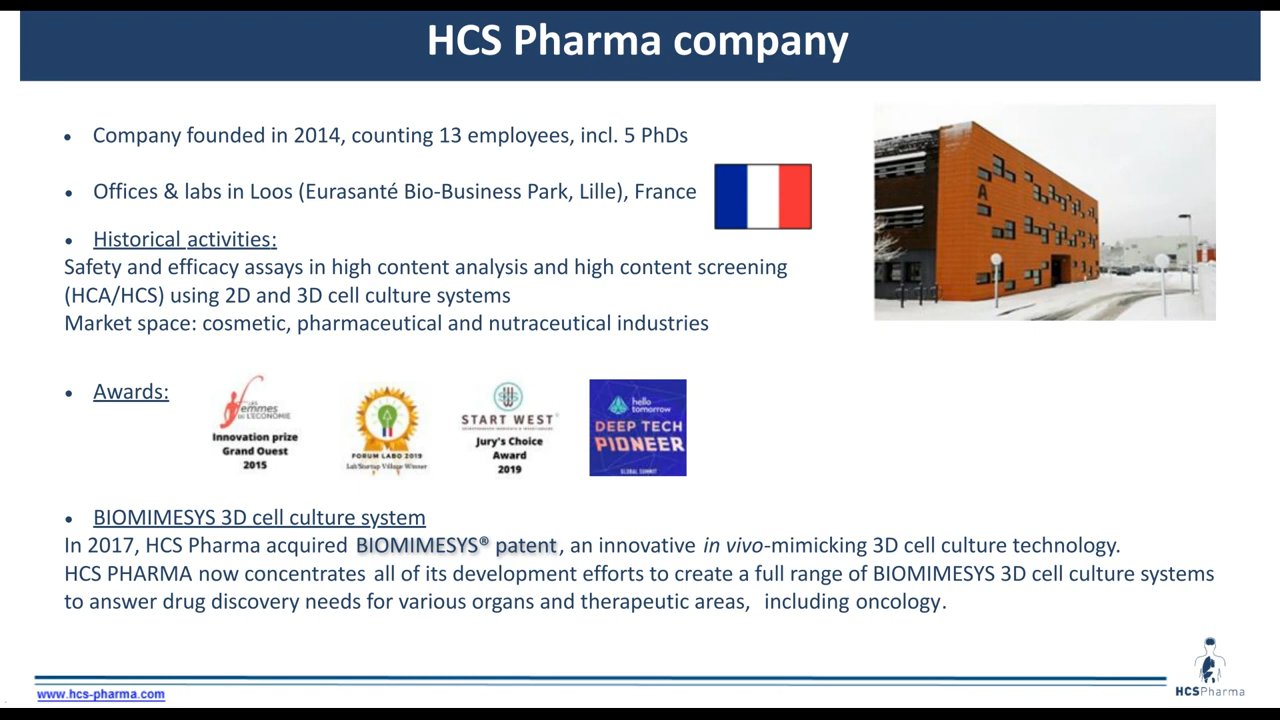 HCS Pharma company
• Company founded in 2014, counting 13 employees, incl. 5 PhDs
• Offices & labs in Loos (Eurasanté Bio-Business Park, Lille), France
• Historical activities:
Safety and efficacy assays in high content analysis and high content screening
(HCA/HCS) using 2D and 3D cell culture systems
Market space: cosmetic, pharmaceutical and nutraceutical industries
A
• Awards:
LES
femmes
DE L'ÉCONOMIE
Innovation prize
Grand Ouest
2015
FORUM LABO 2019
Lab'Startup Village Winner
START WEST
Jury's Choice
Award
2019
hello
tomorrow
DEEP TECH
PIONEER
GLOBAL SUMMIT
• BIOMIMESYS 3D cell culture system
In 2017, HCS Pharma acquired BIOMIMESYS® patent, an innovative in vivo-mimicking 3D cell culture technology.
HCS PHARMA now concentrates all of its development efforts to create a full range of BIOMIMESYS 3D cell culture systems
to answer drug discovery needs for various organs and therapeutic areas, including oncology.
www.hcs-pharma.com
HCSPharma